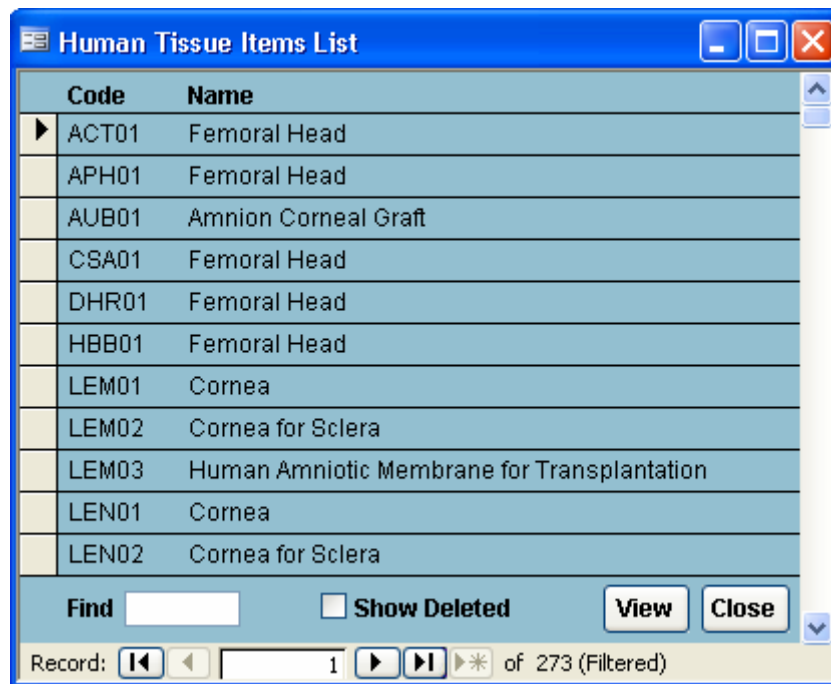 Human Tissue Items List
Code Name
ACT01 Femoral Head
APH01 Femoral Head
AUB01 Amnion Corneal Graft
CSA01 Femoral Head
DHR01 Femoral Head
HBB01 Femoral Head
LEM01 Cornea
LEM02 Cornea for Sclera
LEM03 Human Amniotic Membrane for Transplantation
LEN01 Cornea
LEN02 Cornea for Sclera
Find Show Deleted View Close
Record: 1 of 273 (Filtered)